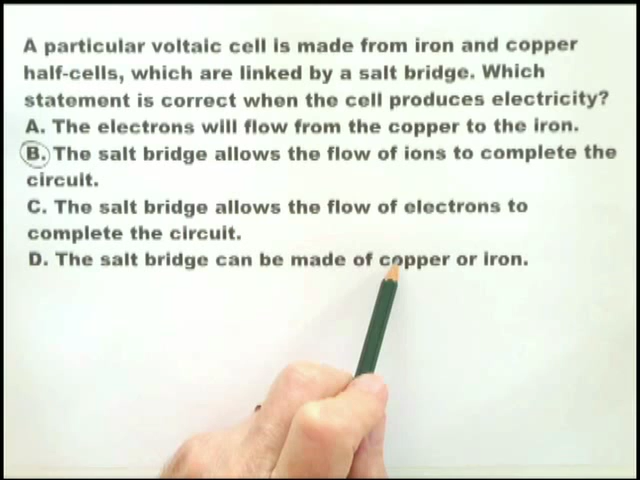 A particular voltaic cell is made from iron and copper
half-cells, which are linked by a salt bridge. Which
statement is correct when the cell produces electricity?
A. The electrons will flow from the copper to the iron.
B. The salt bridge allows the flow of ions to complete the
circuit.
C. The salt bridge allows the flow of electrons to
complete the circuit.
D. The salt bridge can be made of copper or iron.